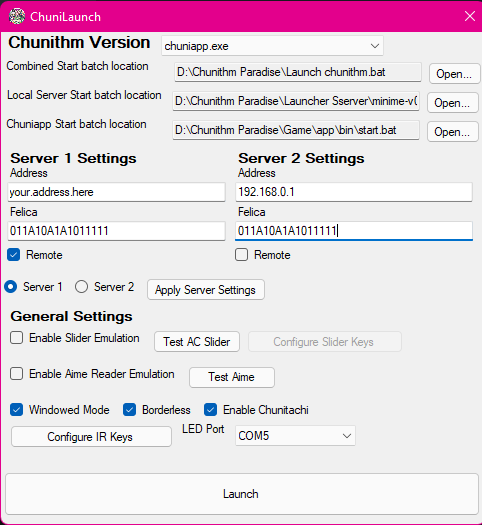 ChuniLaunch
Chunithm Version chuniapp.exe
Combined Start batch location D:\Chunithm Paradise\Launch chunithm.bat Open...
Local Server Start batch location D:\Chunithm Paradise\Launcher Sserver\minime-v( Open...
Chuniapp Start batch location D:\Chunithm Paradise\Game\app\bin\start.bat Open...
Server 1 Settings Server 2 Settings
Address Address
your.address.here 192.168.0.1
Felica Felica
011A10A1A1011111 011A10A1A1011111
Remote Remote
Server 1 Server 2 Apply Server Settings
General Settings
Enable Slider Emulation Test AC Slider Configure Slider Keys
Enable Aime Reader Emulation Test Aime
Windowed Mode Borderless Enable Chunitachi
Configure IR Keys LED Port COM5
Launch